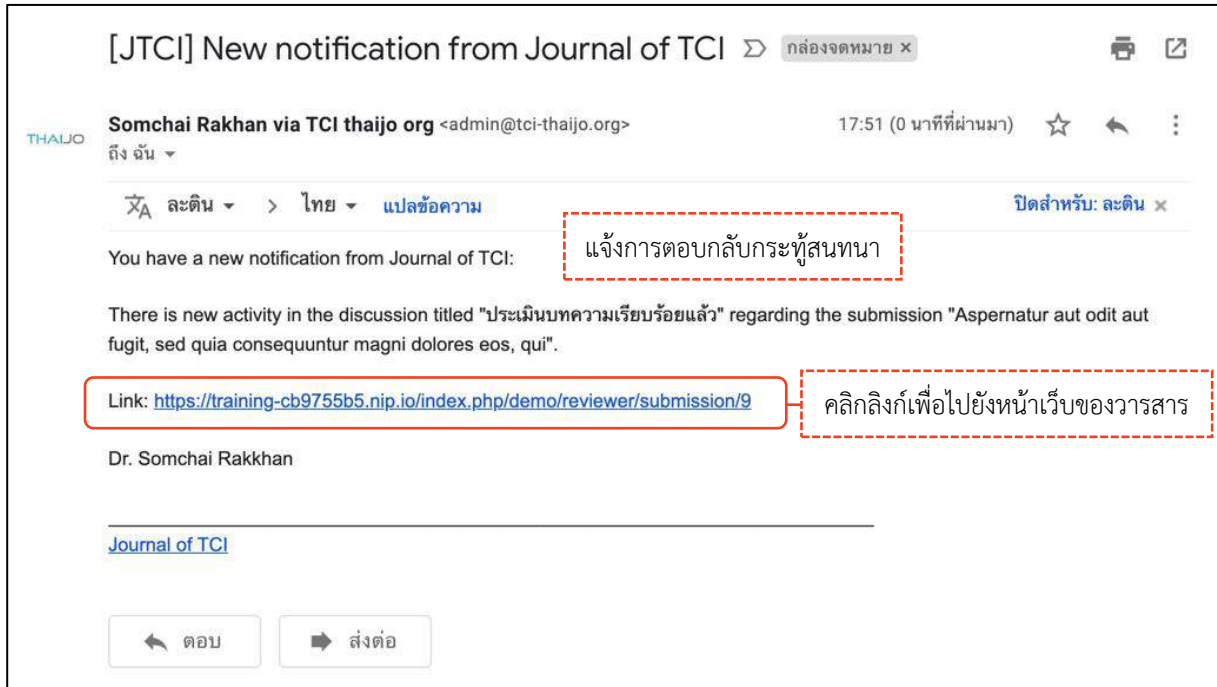 [JTCI] New notification from Journal of TCI กล่องจดหมาย ×
THAIJO
Somchai Rakhan via TCI thaijo org <admin@tci-thaijo.org> 17:51 (0 นาทีที่ผ่านมา)
ถึง ฉัน
ละติน > ไทย แปลข้อความ ปิดสำหรับ: ละติน ×
แจ้งการตอบกลับกระทู้สนทนา
You have a new notification from Journal of TCI:
There is new activity in the discussion titled "ประเมินบทความเรียบร้อยแล้ว" regarding the submission "Aspernatur aut odit aut
fugit, sed quia consequuntur magni dolores eos, qui".
Link: https://training-cb9755b5.nip.io/index.php/demo/reviewer/submission/9
คลิกลิงก์เพื่อไปยังหน้าเว็บของวารสาร
Dr. Somchai Rakkhan
Journal of TCI
ตอบ ส่งต่อ